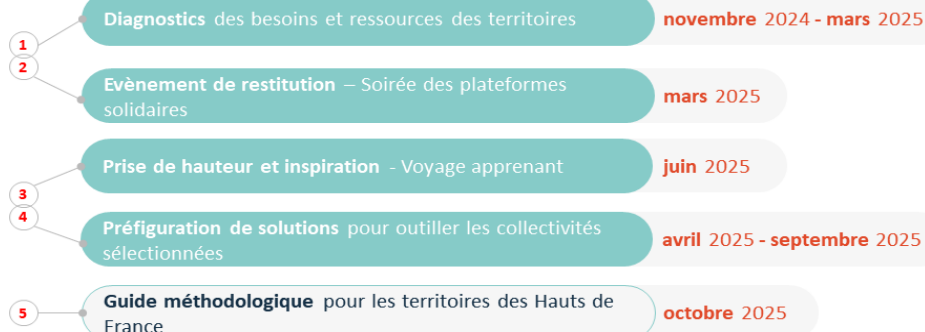 Diagnostics des besoins et ressources des territoires
novembre 2024 - mars 2025
1
2
Evènement de restitution – Soirée des plateformes
solidaires
mars 2025
Prise de hauteur et inspiration - Voyage apprenant
juin 2025
3
4
Préfiguration de solutions pour outiller les collectivités
sélectionnées
avril 2025 - septembre 2025
5
Guide méthodologique pour les territoires des Hauts de
France
octobre 2025